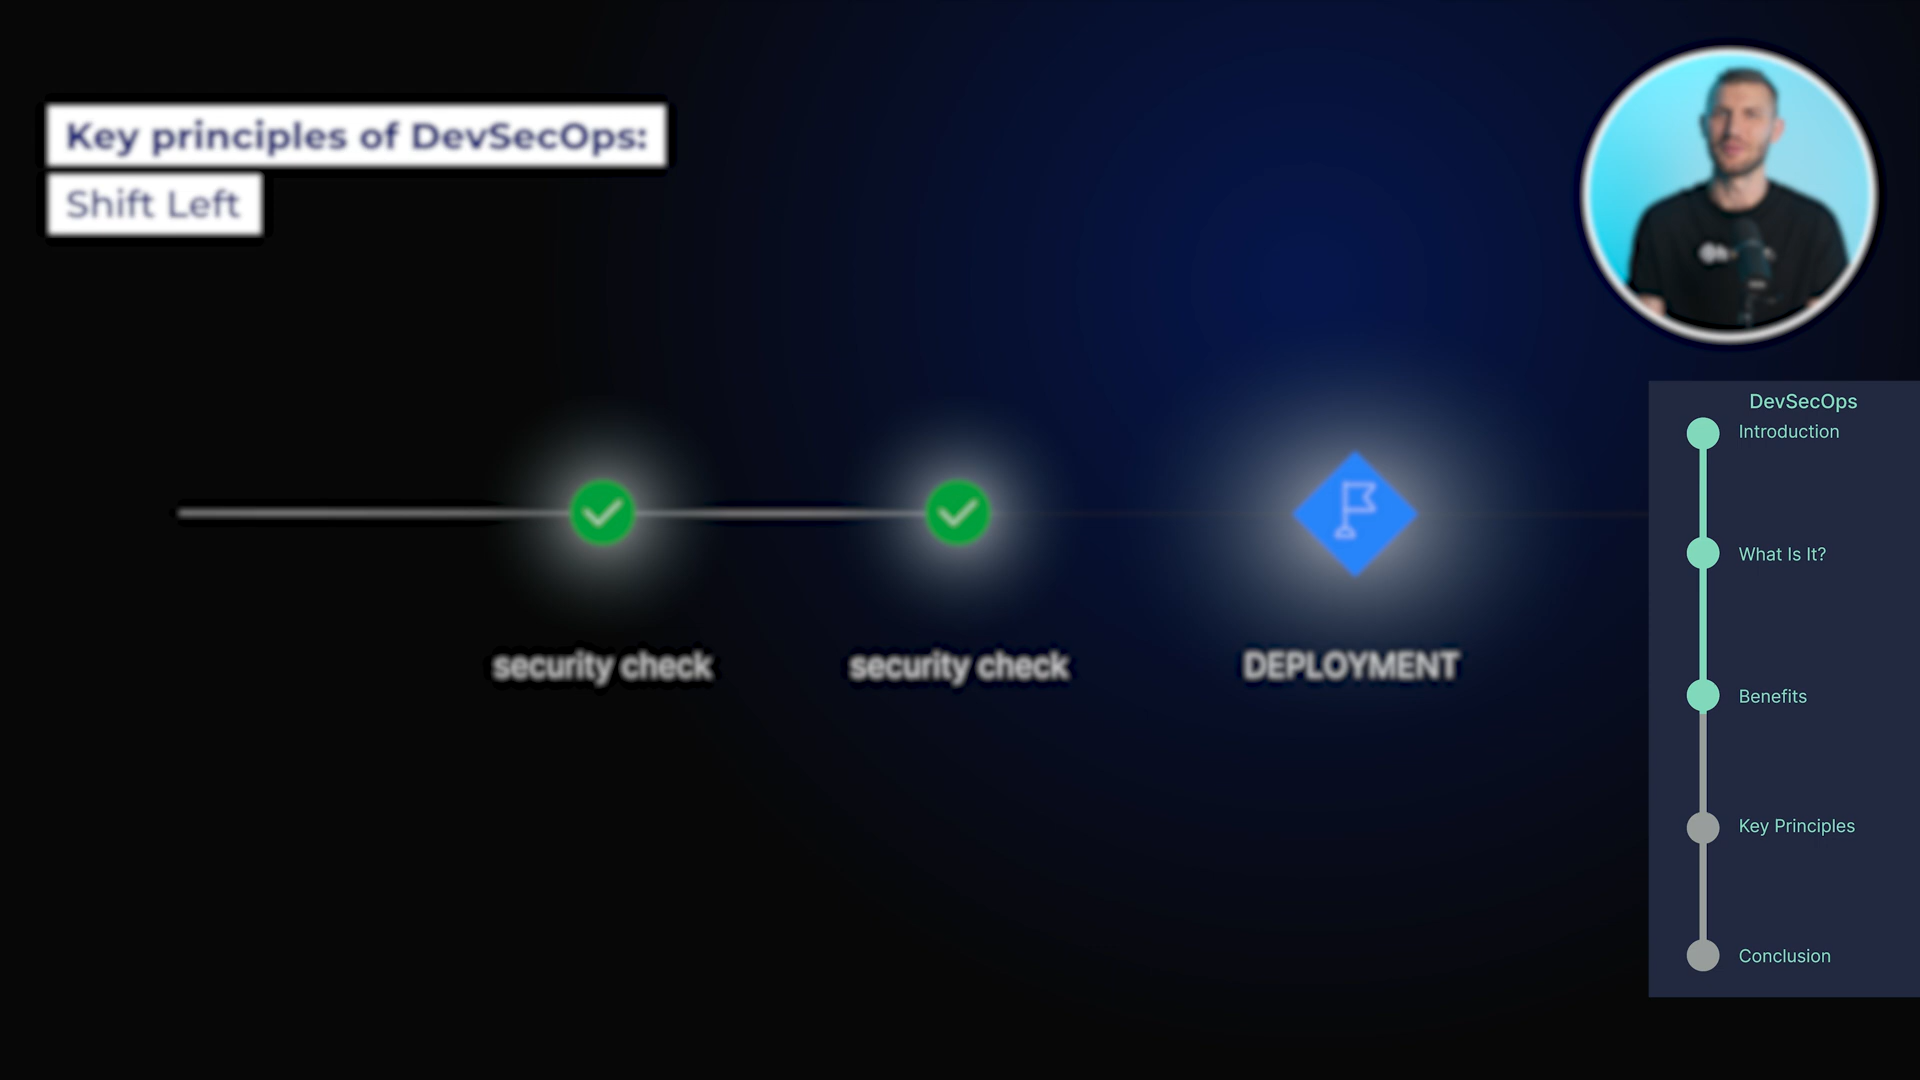 Key principles of DevSecOps:
Shift Left
security check
security check
DEPLOYMENT
DevSecOps
Introduction
What Is It?
Benefits
Key Principles
Conclusion